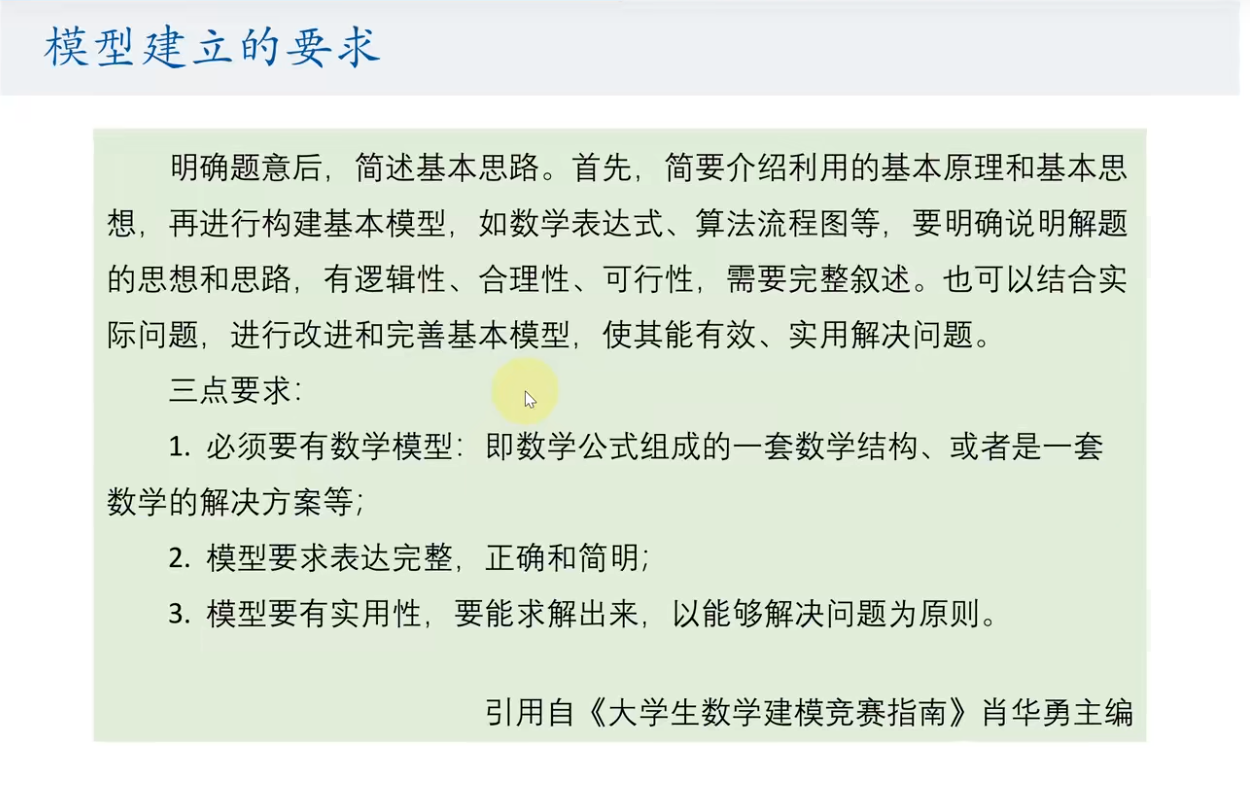 模型建立的要求
明确题意后，简述基本思路。首先，简要介绍利用的基本原理和基本思
想，再进行构建基本模型，如数学表达式、算法流程图等，要明确说明解题
的思想和思路，有逻辑性、合理性、可行性，需要完整叙述。也可以结合实
际问题，进行改进和完善基本模型，使其能有效、实用解决问题。
三点要求：
1. 必须要有数学模型：即数学公式组成的一套数学结构、或者是一套
数学的解决方案等；
2. 模型要求表达完整，正确和简明；
3. 模型要有实用性，要能求解出来，以能够解决问题为原则。
引用自《大学生数学建模竞赛指南》肖华勇主编